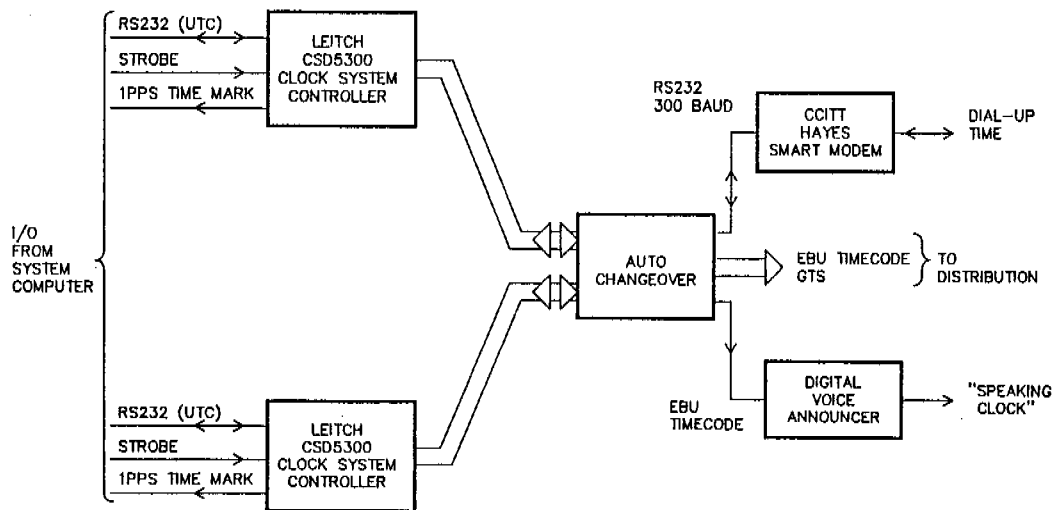 RS232 (UTC)
STROBE
1PPS TIME MARK
LEITCH
CSD5300
CLOCK SYSTEM
CONTROLLER
I/O
FROM
SYSTEM
COMPUTER
RS232 (UTC)
STROBE
1PPS TIME MARK
LEITCH
CSD5300
CLOCK SYSTEM
CONTROLLER
AUTO
CHANGEOVER
RS232
300 BAUD
CCITT
HAYES
SMART MODEM
DIAL-UP
TIME
EBU TIMECODE
GTS
TO
DISTRIBUTION
EBU
TIMECODE
DIGITAL
VOICE
ANNOUNCER
"SPEAKING
CLOCK"